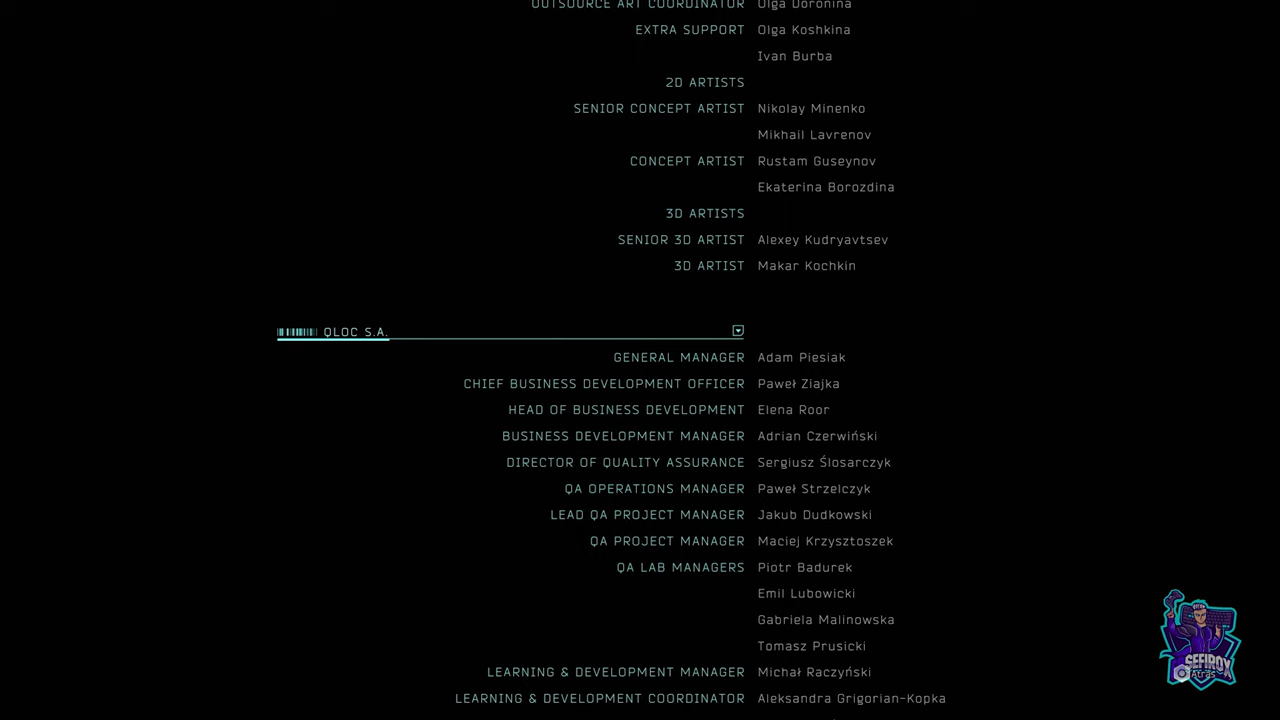 OUTSOURCE ART COORDINATOR Olga Doronina
EXTRA SUPPORT Olga Koshkina
Ivan Burba
2D ARTISTS
SENIOR CONCEPT ARTIST Nikolay Minenko
Mikhail Lavrenov
CONCEPT ARTIST Rustam Guseynov
Ekaterina Borozdina
3D ARTISTS
SENIOR 3D ARTIST Alexey Kudryavtsev
3D ARTIST Makar Kochkin
QLOC S.A.
GENERAL MANAGER Adam Piesiak
CHIEF BUSINESS DEVELOPMENT OFFICER Paweł Ziajka
HEAD OF BUSINESS DEVELOPMENT Elena Roor
BUSINESS DEVELOPMENT MANAGER Adrian Czerwiński
DIRECTOR OF QUALITY ASSURANCE Sergiusz Ślosarczyk
QA OPERATIONS MANAGER Paweł Strzelczyk
LEAD QA PROJECT MANAGER Jakub Dudkowski
QA PROJECT MANAGER Maciej Krzysztoszek
QA LAB MANAGERS Piotr Badurek
Emil Lubowicki
Gabriela Malinowska
Tomasz Prusicki
LEARNING & DEVELOPMENT MANAGER Michał Raczyński
LEARNING & DEVELOPMENT COORDINATOR Aleksandra Grigorian-Kopka
SEFIROX
Atras